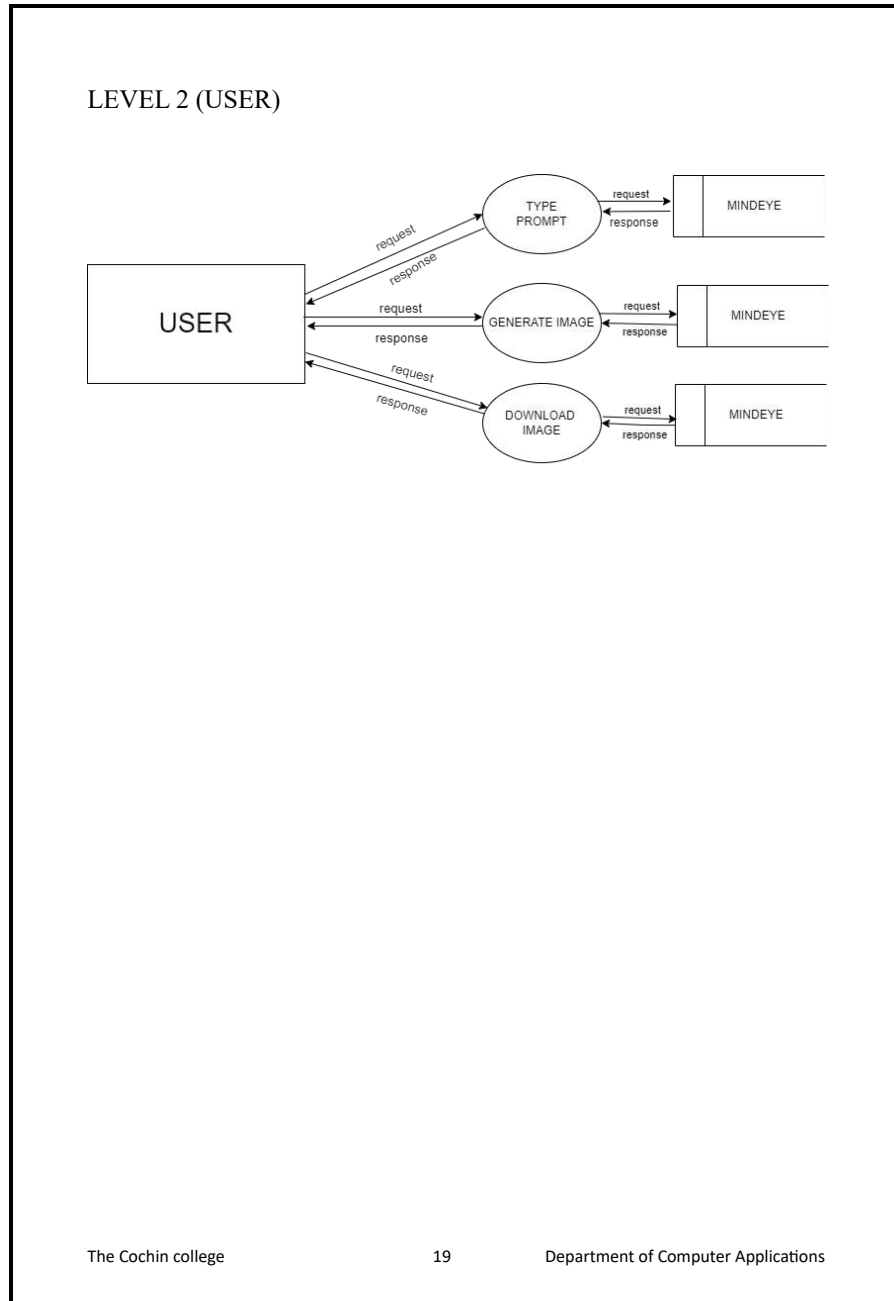 LEVEL 2 (USER)
TYPE
PROMPT
request
response
MINDEYE
request
response
USER
request
response
GENERATE IMAGE
request
response
MINDEYE
request
response
DOWNLOAD
IMAGE
request
response
MINDEYE
The Cochin college 19 Department of Computer Applications